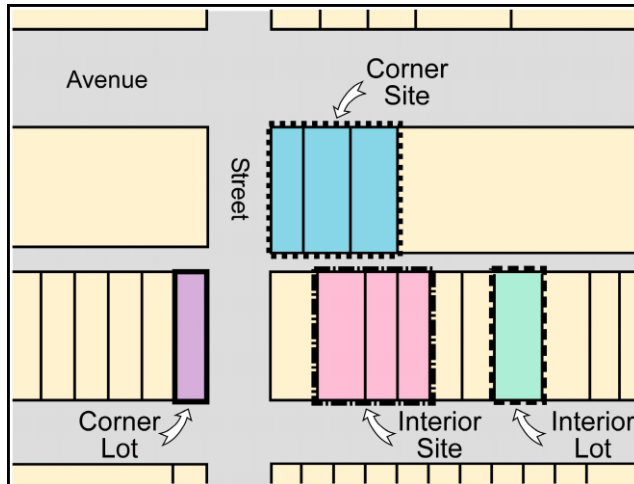 Avenue
Corner
Site
Street
Corner
Lot
Interior
Site
Interior
Lot